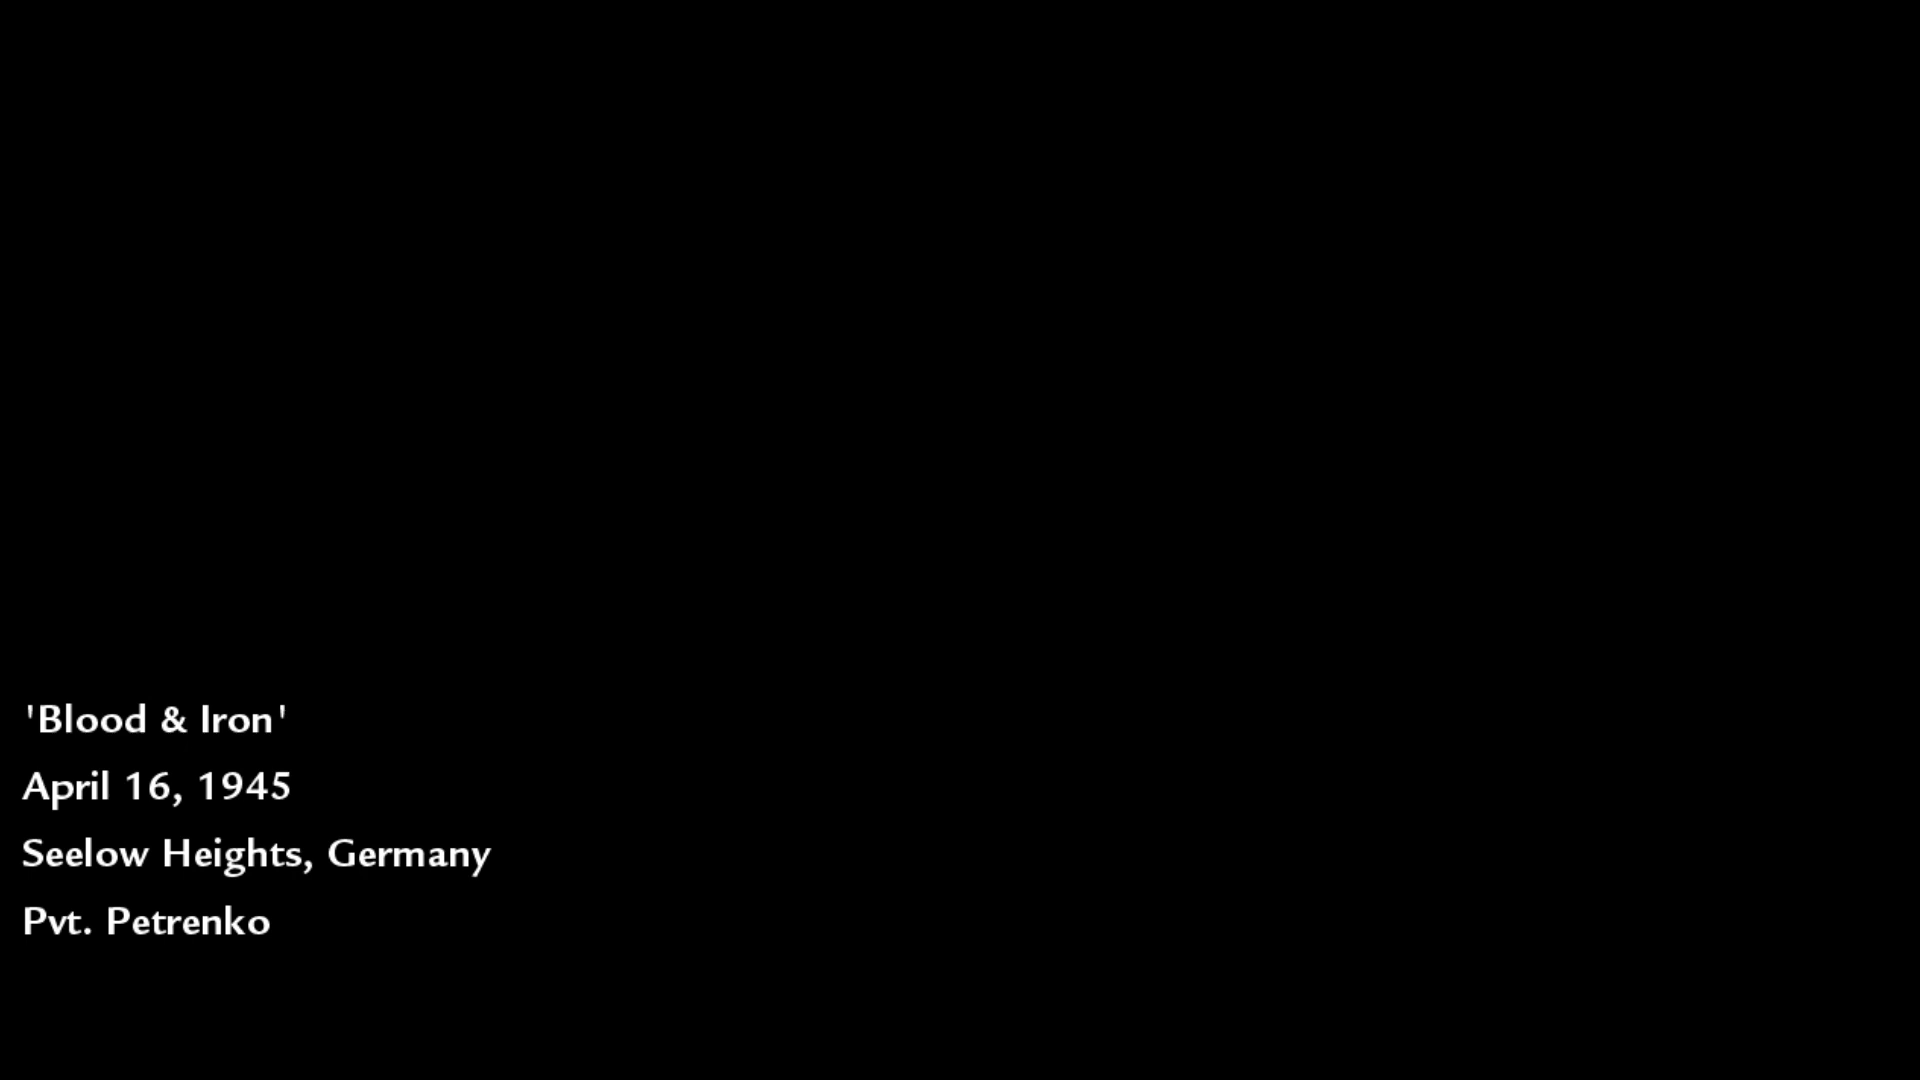 'Blood & Iron'
April 16, 1945
Seelow Heights, Germany
Pvt. Petrenko